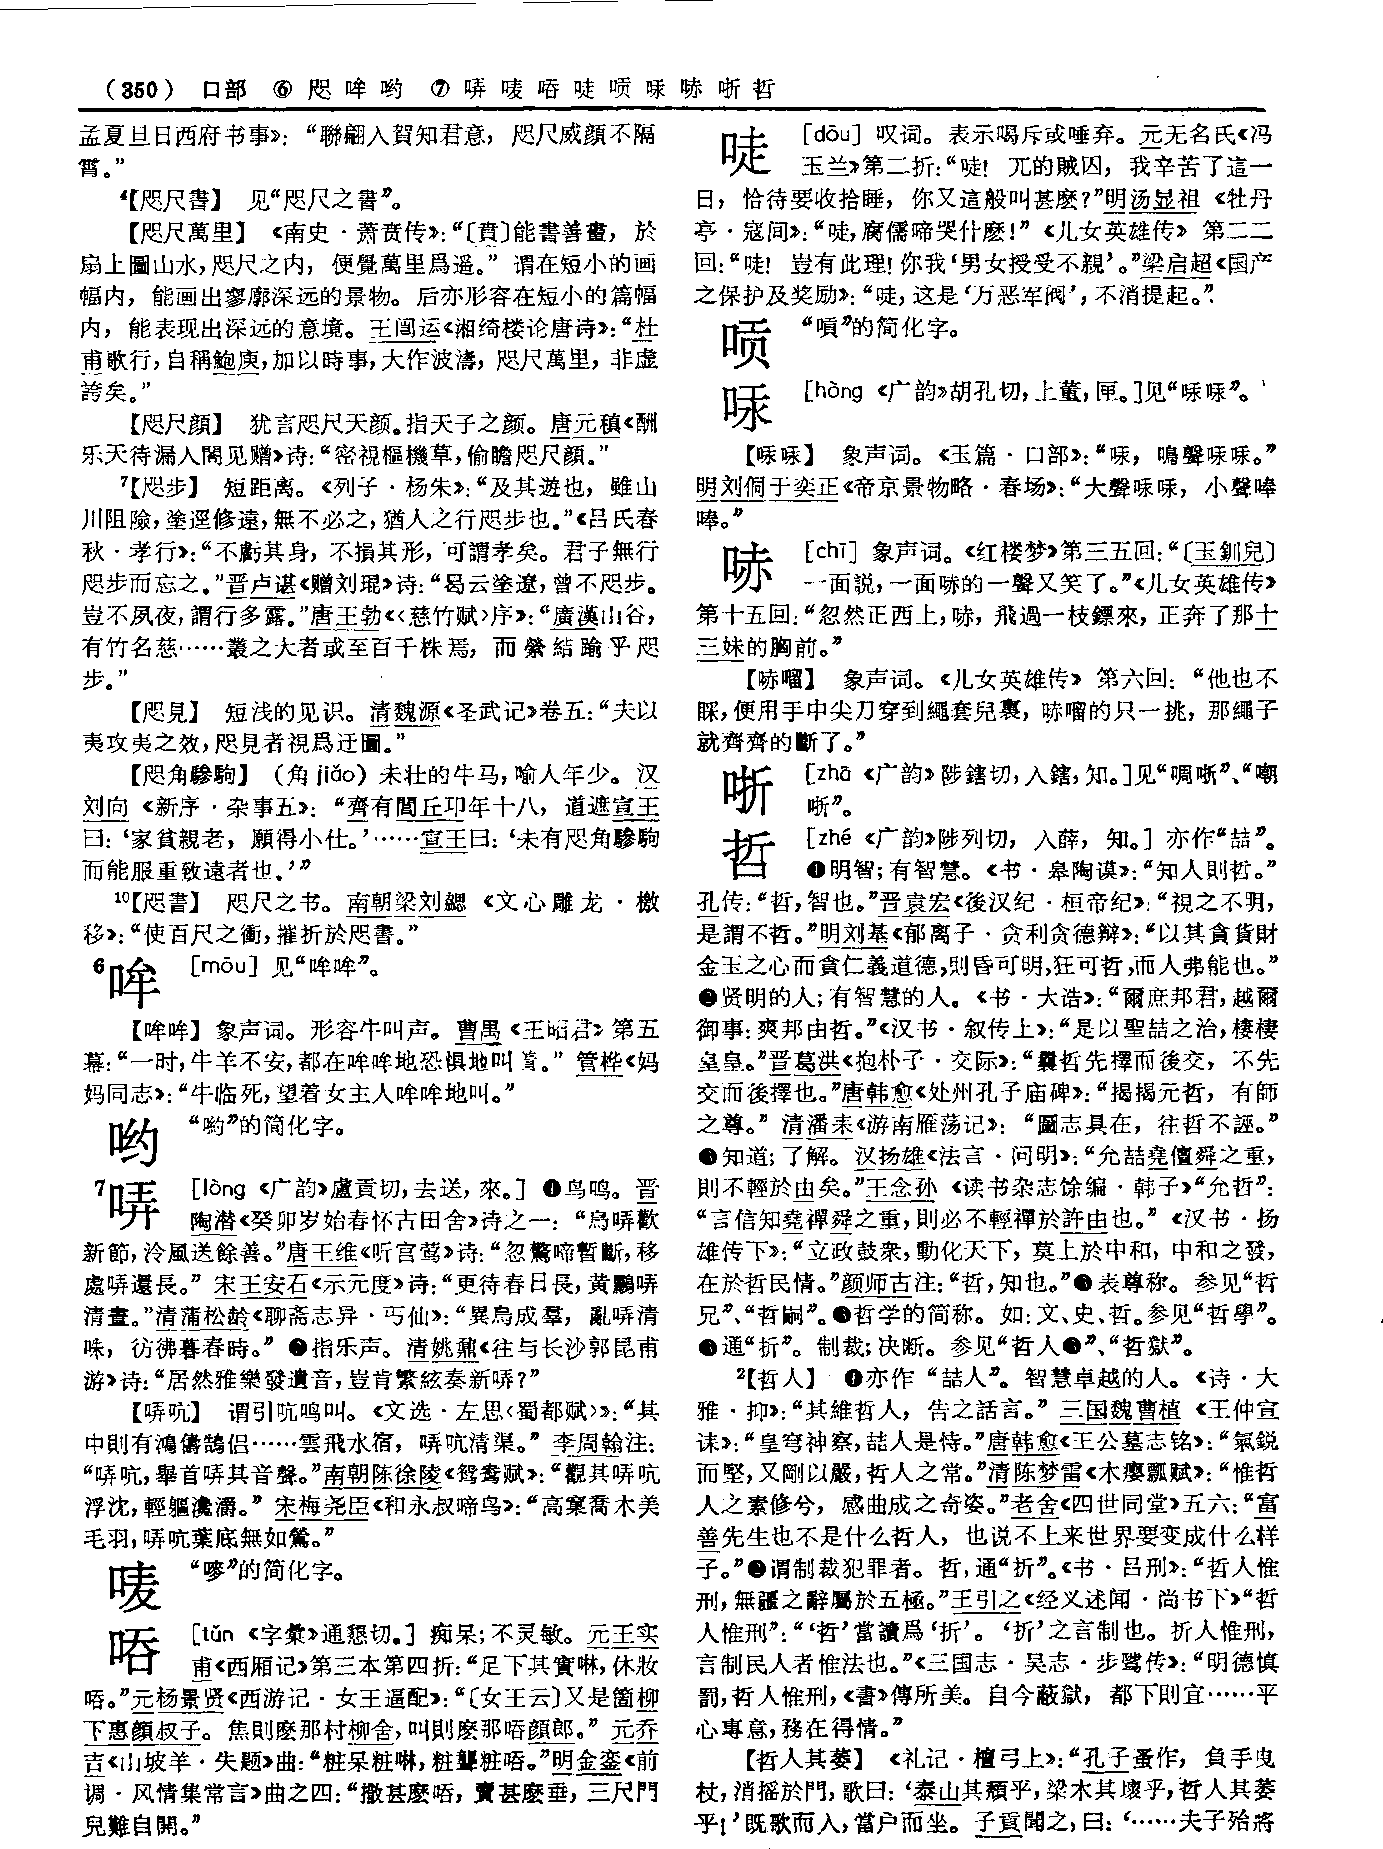 （350） 口部 ⑥ 咫 哞 哟 ⑦ 哢 唛 唘 唗 唝 唋 哧 哳 哲
孟夏旦日西府书事》：“聯翩入賀知君意，咫尺威顔不隔
霄。”
⁴【咫尺書】 见“咫尺之書”。
【咫尺萬里】 《南史·萧贲传》：“〔賁〕能書善畫，於
扇上圖山水，咫尺之内，便覺萬里爲遥。”谓在短小的画
幅内，能画出寥廓深远的景物。后亦形容在短小的篇幅
内，能表现出深远的意境。王闿运《湘绮楼论唐诗》：“杜
甫歌行，自稱鮑庾，加以時事，大作波濤，咫尺萬里，非虚
誇矣。”
【咫尺顔】 犹言咫尺天颜。指天子之颜。唐元稹《酬
乐天待漏入閤见赠》诗：“密視樞機草，偷瞻咫尺顔。”
⁷【咫步】 短距离。《列子·杨朱》：“及其遊也，雖山
川阻險，塗逕修遠，無不必之，猶人之行咫步也。”《吕氏春
秋·孝行》：“不虧其身，不損其形，可謂孝矣。君子無行
咫步而忘之。”晋卢谌《赠刘琨》诗：“曷云塗遼，曾不咫步。
豈不夙夜，謂行多露。”唐王勃《〈慈竹赋〉序》：“廣漢山谷，
有竹名慈……叢之大者或至百千株焉，而縈結踰乎咫
步。”
【咫見】 短浅的见识。清魏源《圣武记》卷五：“夫以
夷攻夷之效，咫見者視爲迂圖。”
【咫角驂駒】 （角 jiǎo）未壮的牛马，喻人年少。汉
刘向《新序·杂事五》：“齊有閭丘卬年十八，道遮宣王
曰：‘家貧親老，願得小仕。’……宣王曰：‘未有咫角驂駒
而能服重致遠者也。’”
¹⁰【咫書】 咫尺之书。南朝梁刘勰《文心雕龙·檄
移》：“使百尺之衝，摧折於咫書。”
⁶哞 [mōu] 见“哞哞”。
【哞哞】象声词。形容牛叫声。曹禺《王昭君》第五
幕：“一时，牛羊不安，都在哞哞地恐惧地叫着。”管桦《妈
妈同志》：“牛临死，望着女主人哞哞地叫。”
哟 “喲”的简化字。
⁷哢 [lòng 《广韵》盧貢切，去送，來。] ❶鸟鸣。晋
陶潜《癸卯岁始春怀古田舍》诗之一：“鳥哢歡
新節，泠風送餘善。”唐王维《听宫莺》诗：“忽驚啼暫斷，移
處哢還長。”宋王安石《示元度》诗：“更待春日長，黄鸝哢
清晝。”清蒲松龄《聊斋志异·丐仙》：“異鳥成羣，亂哢清
咮，彷彿暮春時。”❷指乐声。清姚鼐《往与长沙郭昆甫
游》诗：“居然雅樂發遺音，豈肯繁絃奏新哢？”
【哢吭】 谓引吭鸣叫。《文选·左思〈蜀都赋〉》：“其
中則有鴻儔鵠侣……雲飛水宿，哢吭清渠。”李周翰注：
“哢吭，舉首哢其音聲。”南朝陈徐陵《鸳鸯赋》：“觀其哢吭
浮沈，輕軀瀺灂。”宋梅尧臣《和永叔啼鸟》：“高窠喬木美
毛羽，哢吭葉底無如鶯。”
唛 “嘜”的简化字。
唘 [tǔn 《字彙》通懇切。] 痴呆；不灵敏。元王实
甫《西厢记》第三本第四折：“足下其實啉，休妝
唘。”元杨景贤《西游记·女王逼配》：“〔女王云〕又是箇柳
下惠顔叔子。焦則麽那村柳舍，叫則麽那唘顔郎。”元乔
吉《山坡羊·失题》曲：“粧呆粧啉，粧聾粧唘。”明金銮《前
调·风情集常言》曲之四：“撒甚麽唘，賣甚麽乖，三尺門
兒難自開。”
唗 [dōu] 叹词。表示喝斥或唾弃。元无名氏《冯
玉兰》第二折：“唗！兀的賊囚，我辛苦了這一
日，恰待要收拾睡，你又這般叫甚麽？”明汤显祖《牡丹
亭·寇间》：“唗，腐儒啼哭什麽！”《儿女英雄传》第二二
回：“唗！豈有此理！你我‘男女授受不親’。”梁启超《国产
之保护及奖励》：“唗，这是‘万恶军阀’，不消提起。”
唝 “嗊”的简化字。
唋 [hòng 《广韵》胡孔切，上董，匣。]见“唋唋”。
【唋唋】 象声词。《玉篇·口部》：“唋，鳴聲唋唋。”
明刘侗于奕正《帝京景物略·春场》：“大聲唋唋，小聲嗶
嗶。”
哧 [chī] 象声词。《红楼梦》第三五回：“〔玉釧兒〕
一面説，一面哧的一聲又笑了。”《儿女英雄传》
第十五回：“忽然正西上，哧，飛過一枝鏢來，正奔了那十
三妹的胸前。”
【哧嘼】 象声词。《儿女英雄传》第六回：“他也不
睬，便用手中尖刀穿到繩套兒裏，哧㗰的只一挑，那繩子
就齊齊的斷了。”
哳 [zhā 《广韵》陟鎋切，入鎋，知。]见“啁哳”、“嘲
哳”。
哲 [zhé 《广韵》陟列切，入薛，知。] 亦作“喆”。
❶明智；有智慧。《书·皋陶谟》：“知人則哲。”
孔传：“哲，智也。”晋袁宏《後汉纪·桓帝纪》：“視之不明，
是謂不哲。”明刘基《郁离子·贪利贪德辩》：“以其貪貨財
金玉之心而貪仁義道德，則昏可明，狂可哲，而人弗能也。”
❷贤明的人；有智慧的人。《书·大诰》：“爾庶邦君，越爾
御事：爽邦由哲。”《汉书·叙传上》：“是以聖喆之治，棲棲
皇皇。”晋葛洪《抱朴子·交际》：“曩哲先擇而後交，不先
交而後擇也。”唐韩愈《处州孔子庙碑》：“揭揭元哲，有師
之尊。”清潘耒《游南雁荡记》：“圖志具在，往哲不誣。”
❸知道；了解。汉扬雄《法言·问明》：“允喆堯儃舜之重，
則不輕於由矣。”王念孙《读书杂志馀编·韩子》“允哲”：
“言信知堯禪舜之重，則必不輕禪於許由也。”《汉书·扬
雄传下》：“立政鼓衆，動化天下，莫上於中和，中和之發，
在於哲民情。”颜师古注：“哲，知也。”❹表尊称。参见“哲
兄”、“哲嗣”。❺哲学的简称。如：文、史、哲。参见“哲學”。
❻通“折”。制裁；决断。参见“哲人❷”、“哲獄”。
²【哲人】 ❶亦作“喆人”。智慧卓越的人。《诗·大
雅·抑》：“其維哲人，告之話言。”三国魏曹植《王仲宣
诔》：“皇穹神察，喆人是恃。”唐韩愈《王公墓志铭》：“氣鋭
而堅，又剛以嚴，哲人之常。”清陈梦雷《木瘿瓢赋》：“惟哲
人之素修兮，感曲成之奇姿。”老舍《四世同堂》五六：“富
善先生也不是什么哲人，也说不上来世界要变成什么样
子。”❷谓制裁犯罪者。哲，通“折”。《书·吕刑》：“哲人惟
刑，無疆之辭屬於五極。”王引之《经义述闻·尚书下》“哲
人惟刑”：“‘哲’當讀爲‘折’。‘折’之言制也。折人惟刑，
言制民人者惟法也。”《三国志·吴志·步骘传》：“明德慎
罰，哲人惟刑，《書》傳所美。自今蔽獄，都下則宜……平
心專意，務在得情。”
【哲人其萎】 《礼记·檀弓上》：“孔子蚤作，負手曳
杖，消摇於門，歌曰：‘泰山其頹乎，梁木其壞乎，哲人其萎
乎！’既歌而入，當户而坐。子貢聞之，曰：‘……夫子殆將